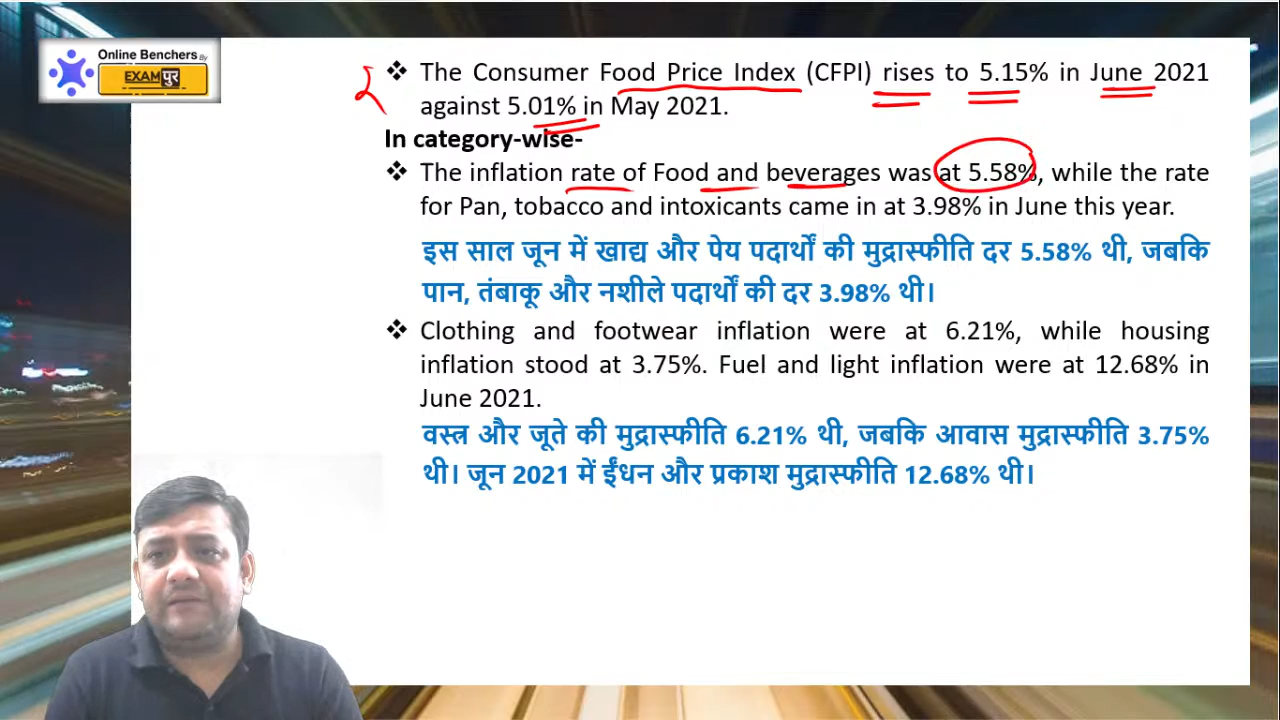 Online Benchers By
EXAMपुर
❖ The Consumer Food Price Index (CFPI) rises to 5.15% in June 2021
against 5.01% in May 2021.
In category-wise-
❖ The inflation rate of Food and beverages was at 5.58%, while the rate
for Pan, tobacco and intoxicants came in at 3.98% in June this year.
इस साल जून में खाद्य और पेय पदार्थों की मुद्रास्फीति दर 5.58% थी, जबकि
पान, तंबाकू और नशीले पदार्थों की दर 3.98% थी।
❖ Clothing and footwear inflation were at 6.21%, while housing
inflation stood at 3.75%. Fuel and light inflation were at 12.68% in
June 2021.
वस्त्र और जूते की मुद्रास्फीति 6.21% थी, जबकि आवास मुद्रास्फीति 3.75%
थी। जून 2021 में ईंधन और प्रकाश मुद्रास्फीति 12.68% थी।